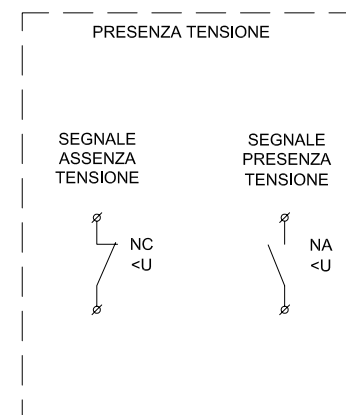 PRESENZA TENSIONE
SEGNALE
ASSENZA
TENSIONE
SEGNALE
PRESENZA
TENSIONE
NC
<U
NA
<U